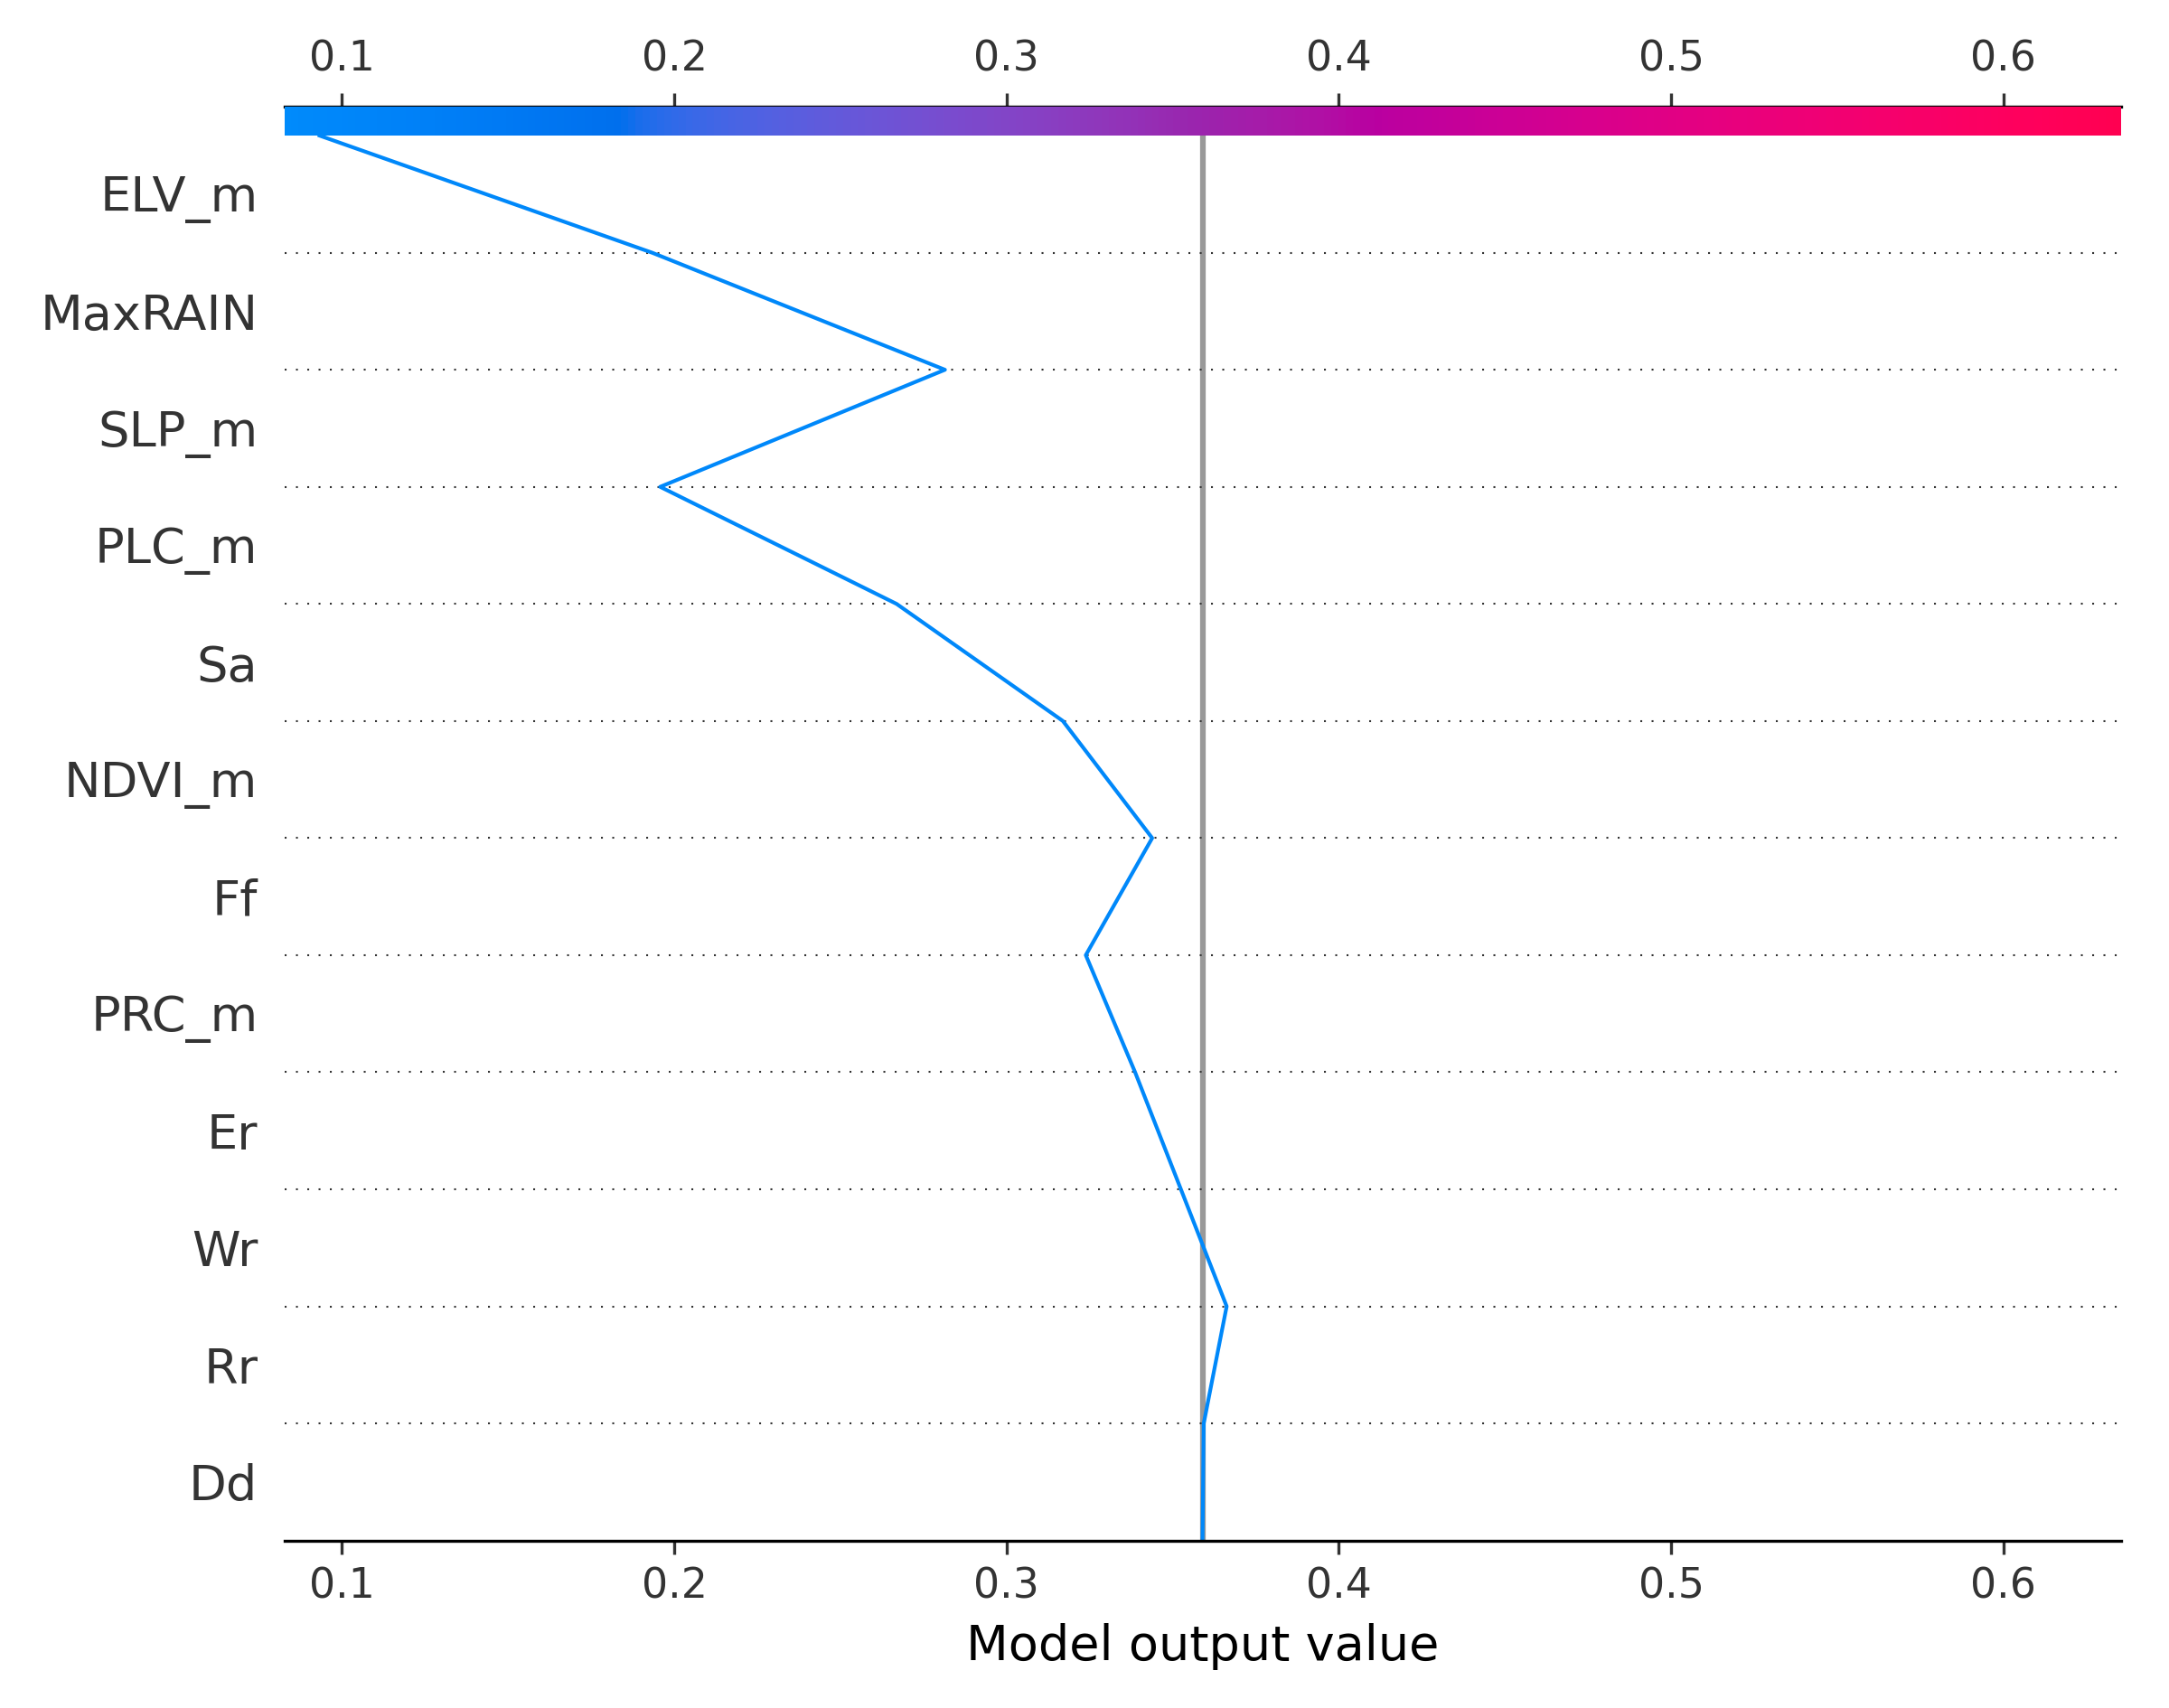 0.1 0.2 0.3 0.4 0.5 0.6
ELV_m
MaxRAIN
SLP_m
PLC_m
Sa
NDVI_m
Ff
PRC_m
Er
Wr
Rr
Dd
0.1 0.2 0.3 0.4 0.5 0.6
Model output value